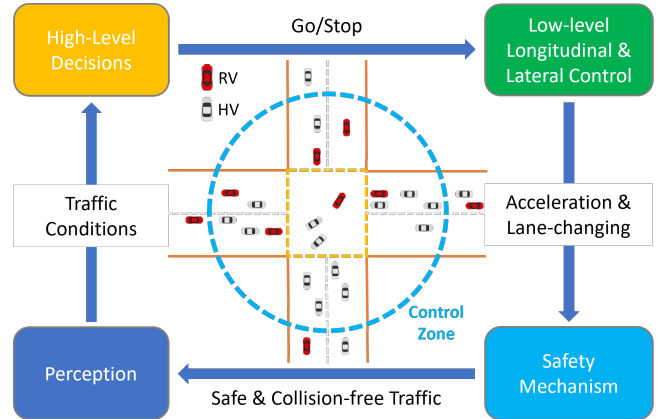 High-Level
Decisions
Go/Stop
Low-level
Longitudinal &
Lateral Control
RV
HV
Traffic
Conditions
Acceleration &
Lane-changing
Control
Zone
Perception
Safe & Collision-free Traffic
Safety
Mechanism